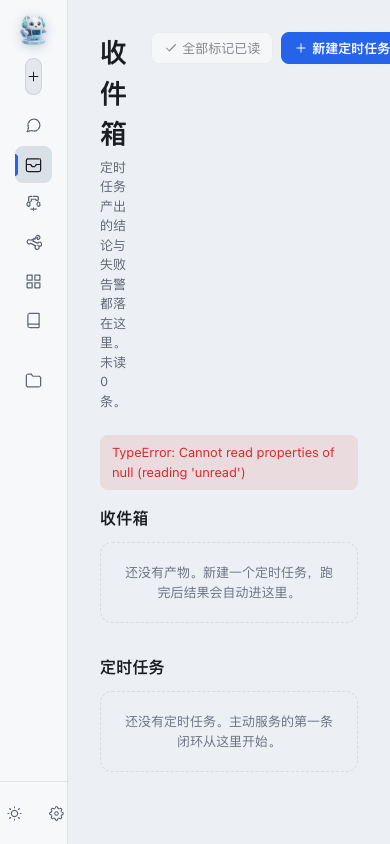 收
件
箱
定时
任务
产出
的结
论与
失败
告警
都落
在这
里。
未读
0
条。
全部标记已读
新建定时任务
TypeError: Cannot read properties of
null (reading 'unread')
收件箱
还没有产物。新建一个定时任务，跑
完后结果会自动进这里。
定时任务
还没有定时任务。主动服务的第一条
闭环从这里开始。